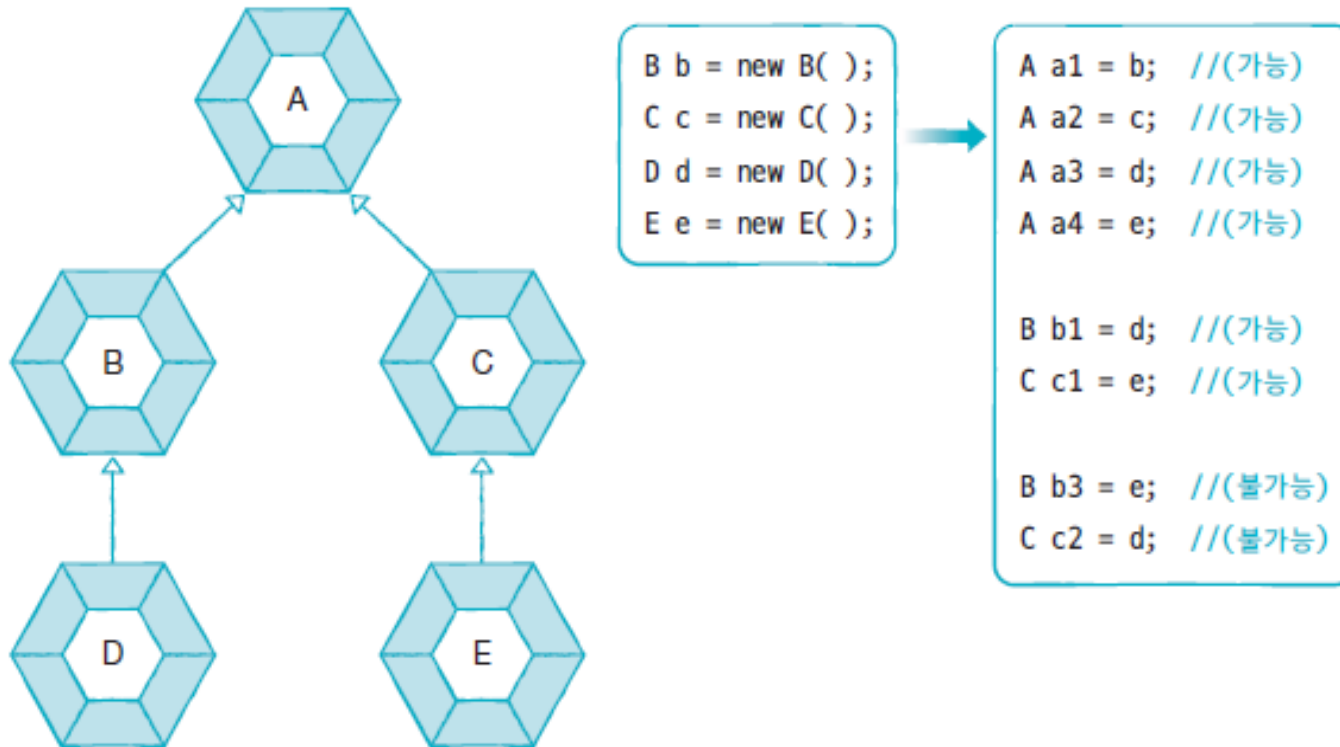 A
B
C
D
E
B b = new B( );
C c = new C( );
D d = new D( );
E e = new E( );
A a1 = b; //(가능)
A a2 = c; //(가능)
A a3 = d; //(가능)
A a4 = e; //(가능)
B b1 = d; //(가능)
C c1 = e; //(가능)
B b3 = e; //(불가능)
C c2 = d; //(불가능)